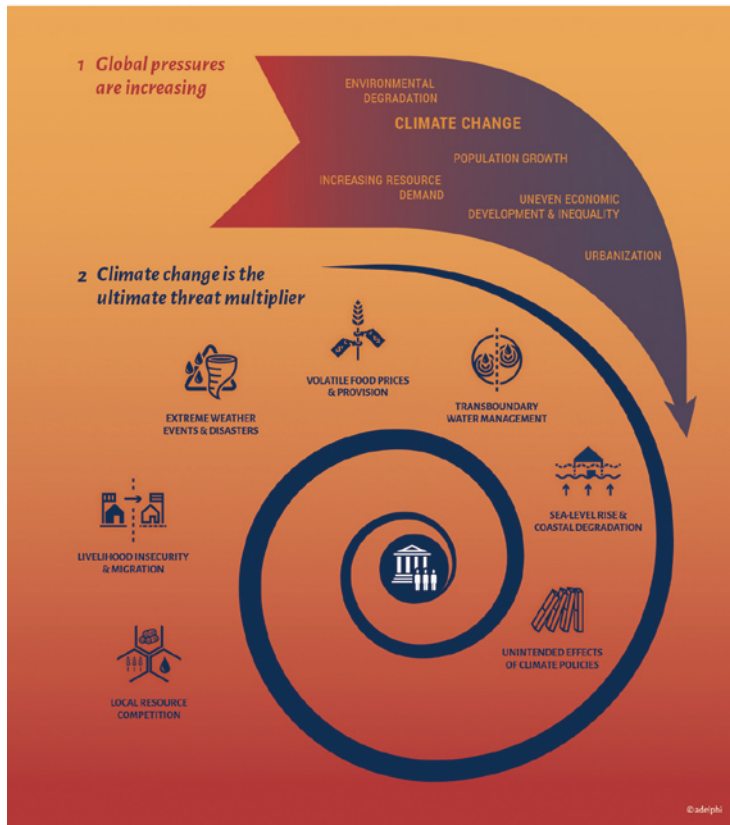 1 Global pressures
are increasing
ENVIRONMENTAL
DEGRADATION
CLIMATE CHANGE
POPULATION GROWTH
INCREASING RESOURCE
DEMAND
UNEVEN ECONOMIC
DEVELOPMENT & INEQUALITY
URBANIZATION
2 Climate change is the
ultimate threat multiplier
VOLATILE FOOD PRICES
& PROVISION
EXTREME WEATHER
EVENTS & DISASTERS
TRANSBOUNDARY
WATER MANAGEMENT
SEA-LEVEL RISE &
COASTAL DEGRADATION
LIVELIHOOD INSECURITY
& MIGRATION
UNINTENDED EFFECTS
OF CLIMATE POLICIES
LOCAL RESOURCE
COMPETITION
©adelphi